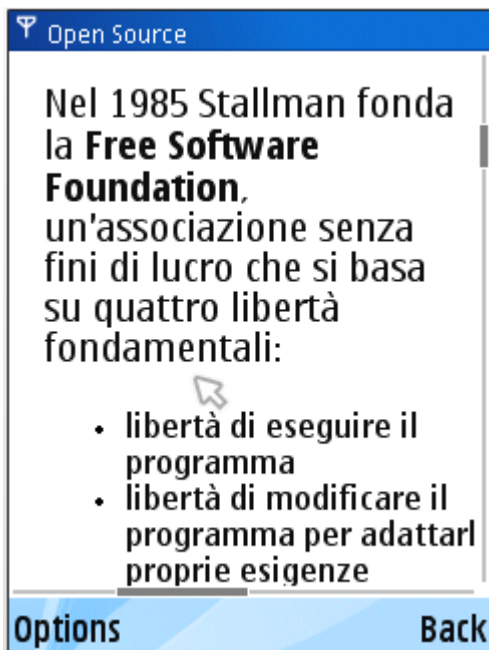 Open Source
Nel 1985 Stallman fonda
la Free Software
Foundation,
un'associazione senza
fini di lucro che si basa
su quattro libertà
fondamentali:
• libertà di eseguire il
programma
• libertà di modificare il
programma per adattarl
proprie esigenze
Options Back